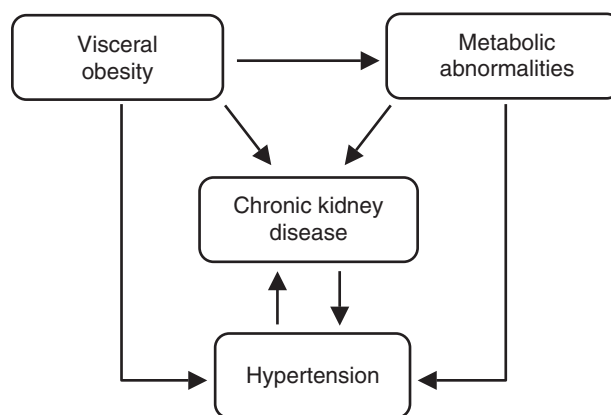 Visceral
obesity
Metabolic
abnormalities
Chronic kidney
disease
Hypertension